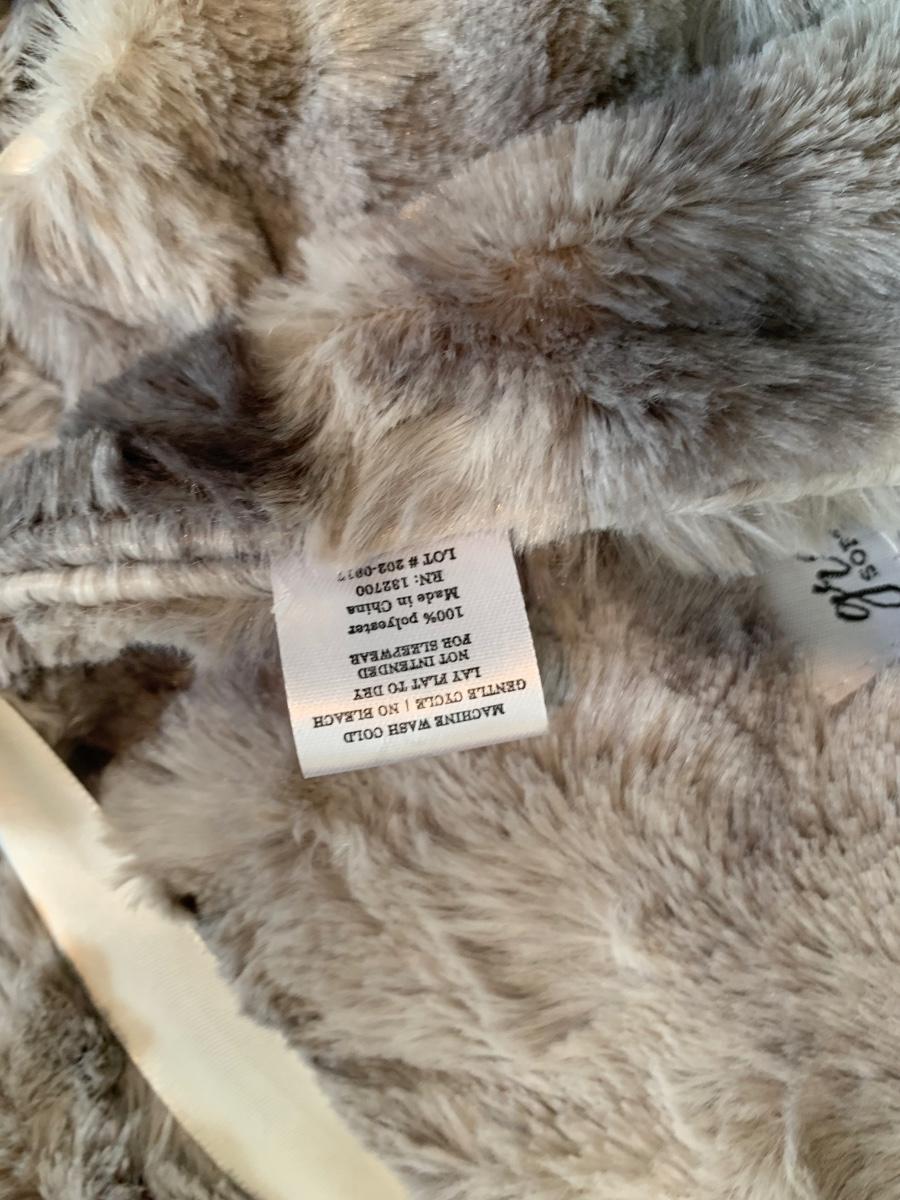 MACHINE WASH COLD
GENTLE CYCLE | NO BLEACH
LAY FLAT TO DRY
NOT INTENDED
FOR SLEEPWEAR
100% polyester
Made in China
RN: 132700
LOT #